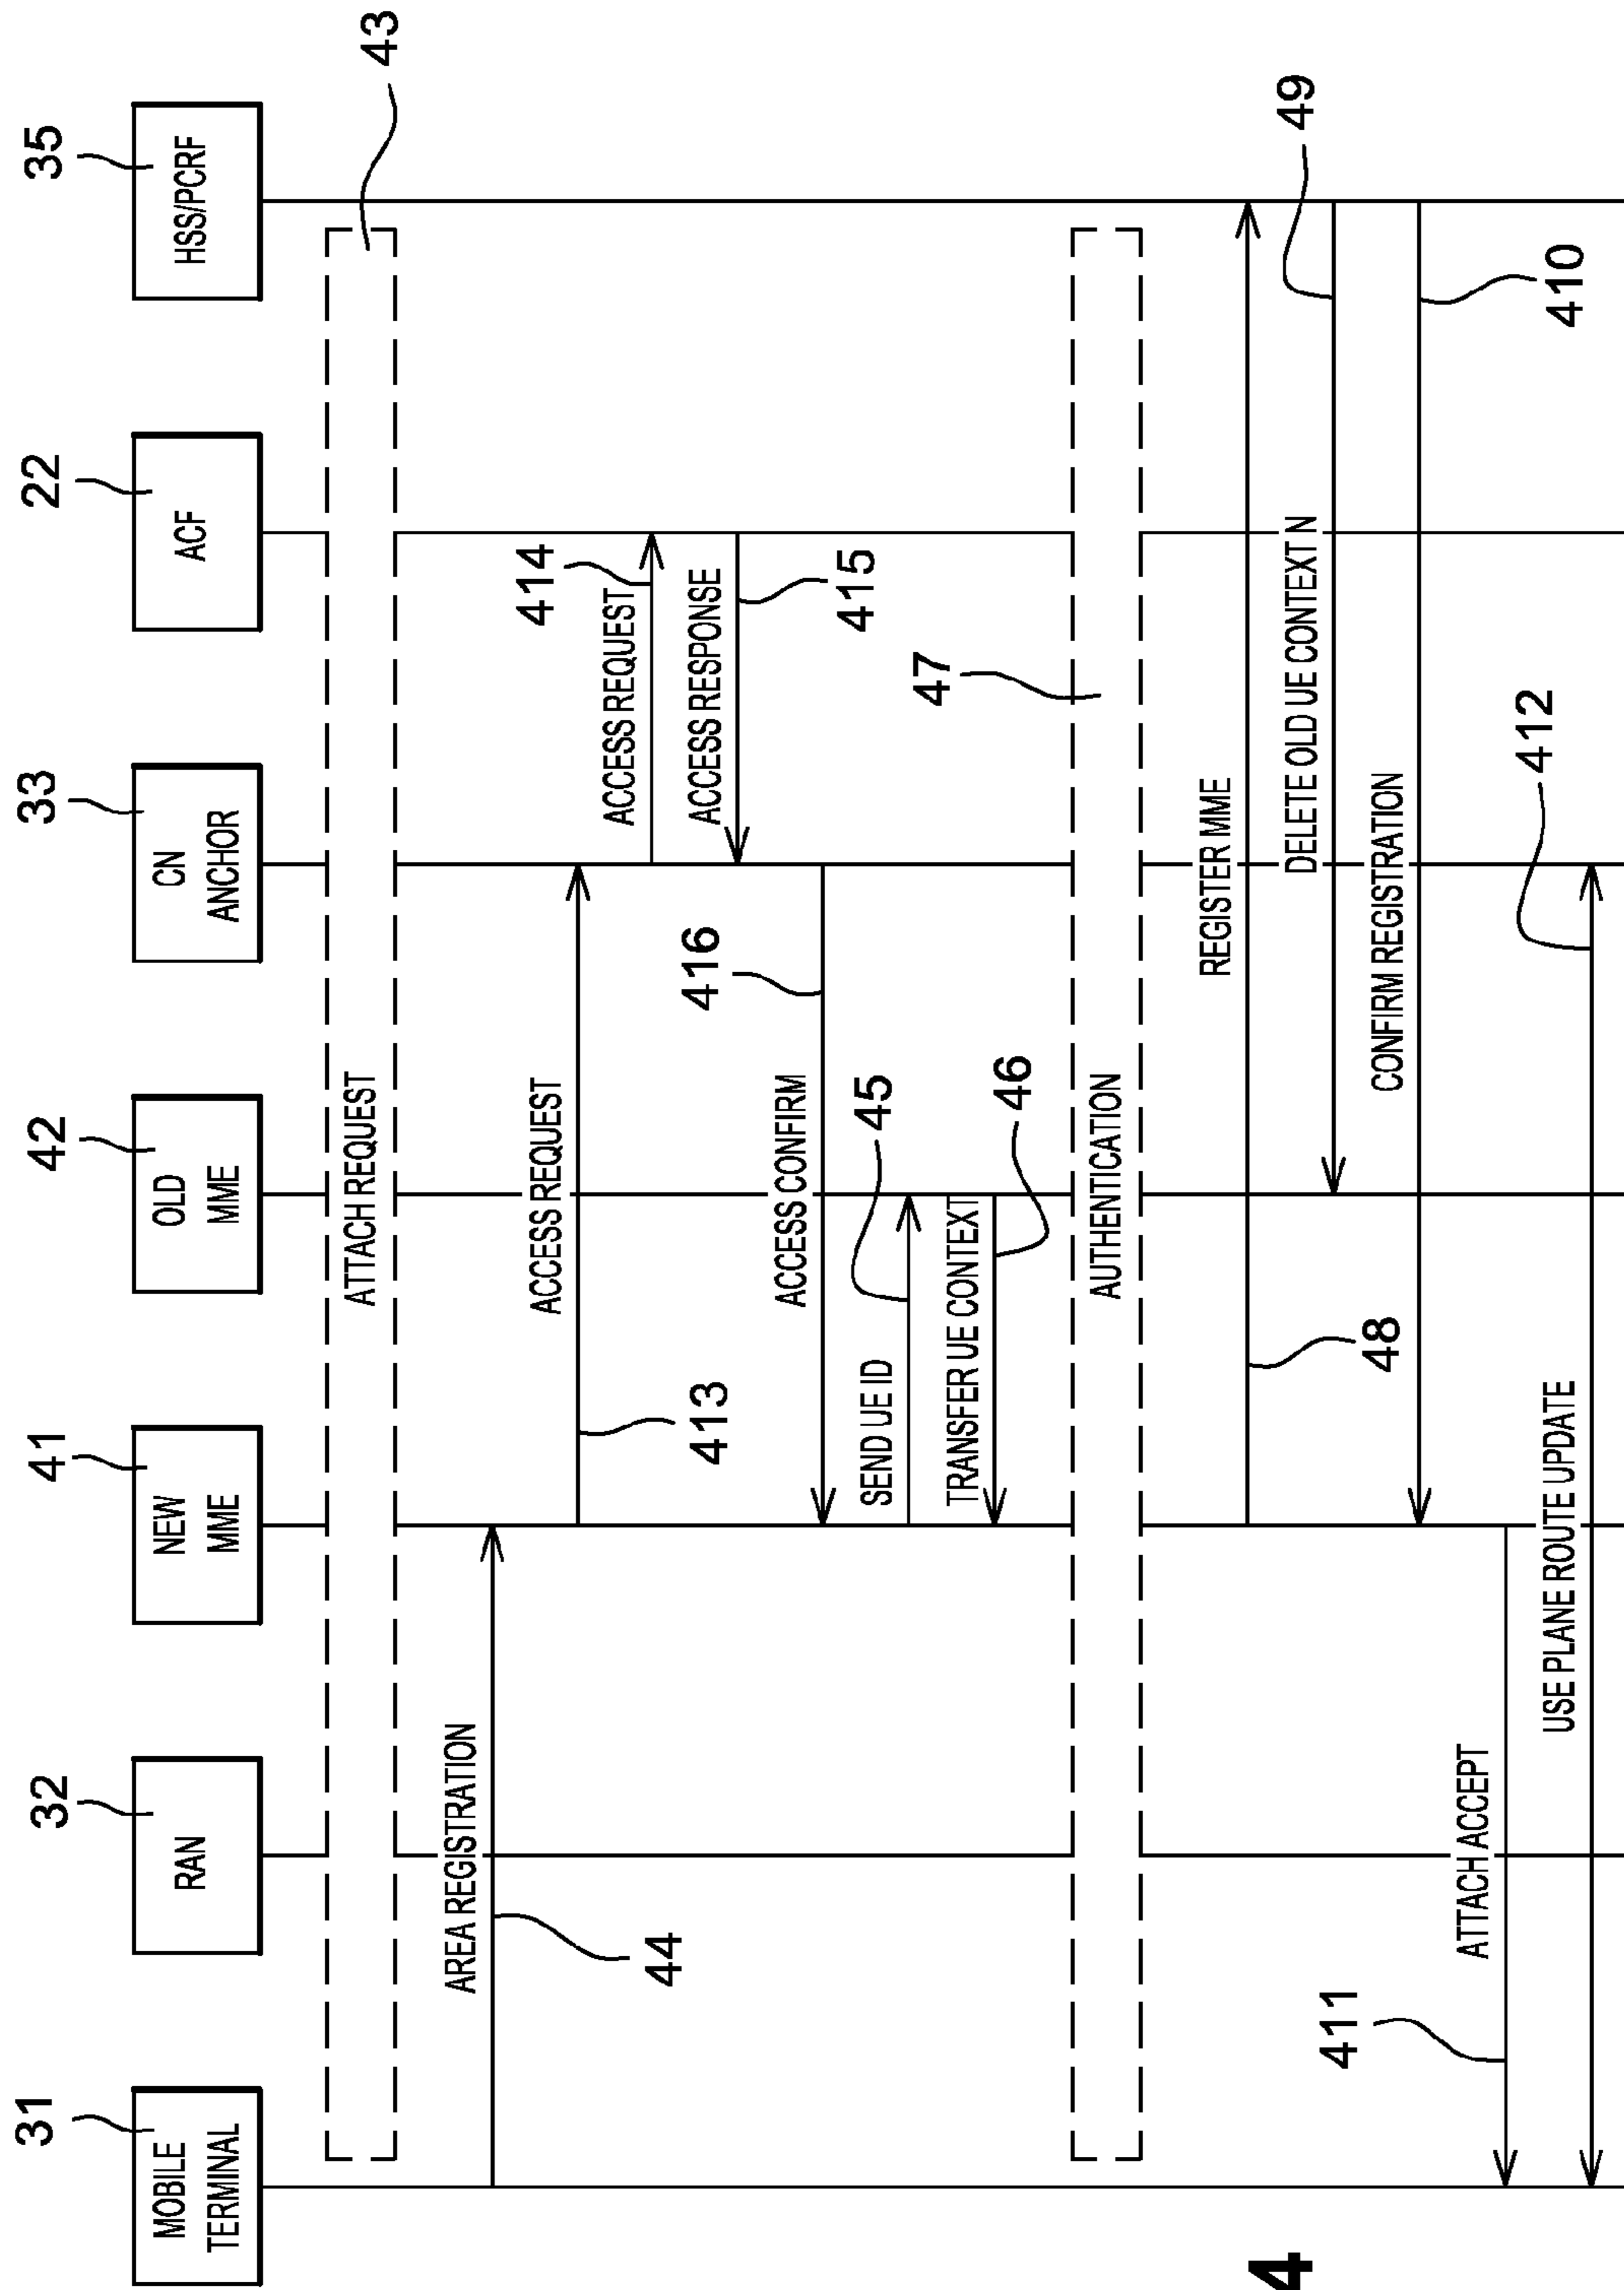 31
32
41
42
33
22
35
MOBILE
TERMINAL
RAN
NEW
MME
OLD
MME
CN
ANCHOR
ACF
HSS/PCRF
43
ATTACH REQUEST
AREA REGISTRATION
44
ACCESS REQUEST
413
ACCESS REQUEST
414
ACCESS RESPONSE
415
ACCESS CONFIRM
416
SEND UE ID
45
TRANSFER UE CONTEXT
46
47
AUTHENTICATION
REGISTER MME
48
DELETE OLD UE CONTEXT N
49
CONFIRM REGISTRATION
410
ATTACH ACCEPT
411
USE PLANE ROUTE UPDATE
412
4